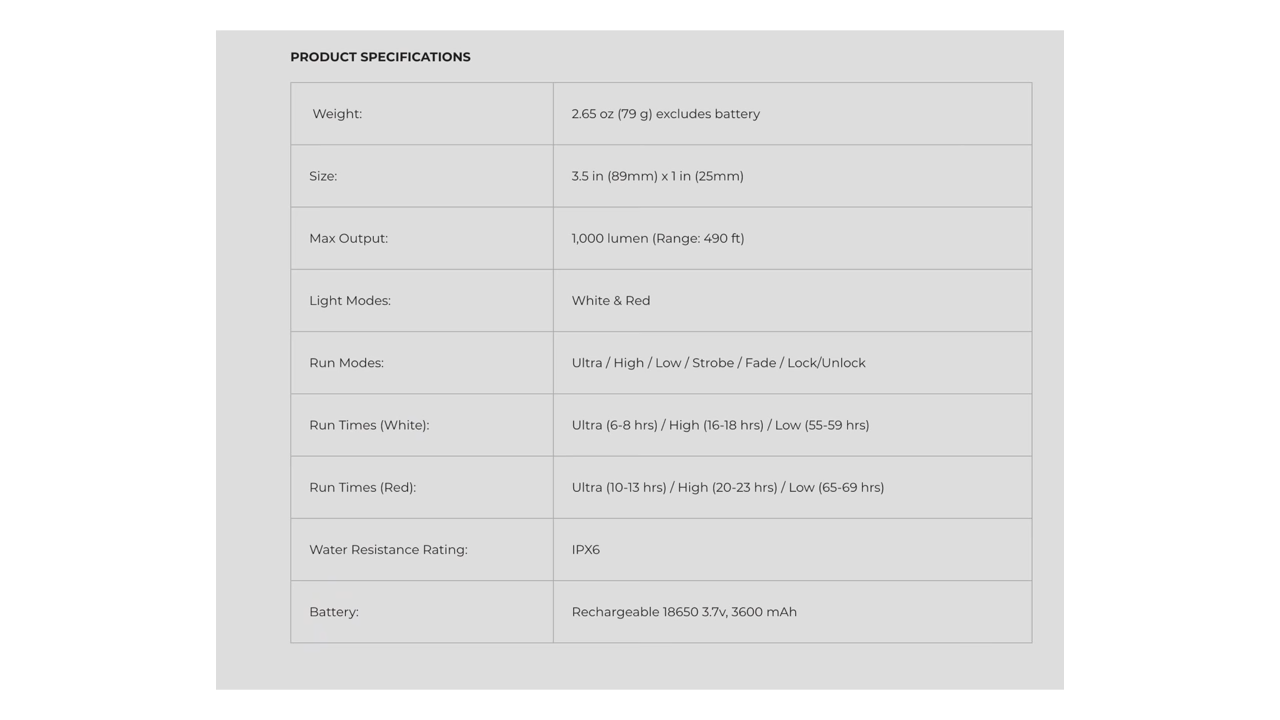 PRODUCT SPECIFICATIONS
Weight: 2.65 oz (79 g) excludes battery
Size: 3.5 in (89mm) x 1 in (25mm)
Max Output: 1,000 lumen (Range: 490 ft)
Light Modes: White & Red
Run Modes: Ultra / High / Low / Strobe / Fade / Lock/Unlock
Run Times (White): Ultra (6-8 hrs) / High (16-18 hrs) / Low (55-59 hrs)
Run Times (Red): Ultra (10-13 hrs) / High (20-23 hrs) / Low (65-69 hrs)
Water Resistance Rating: IPX6
Battery: Rechargeable 18650 3.7v, 3600 mAh